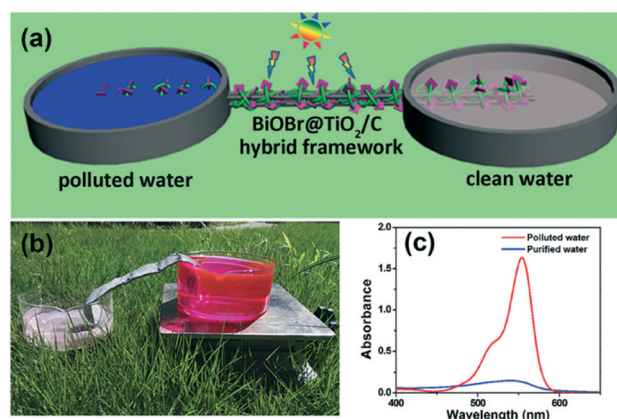 (a)
BiOBr@TiO₂/C
hybrid framework
polluted water
clean water
(b)
(c)
Polluted water
Purified water
Absorbance
2.0
1.5
1.0
0.5
0.0
400
500
600
Wavelength (nm)